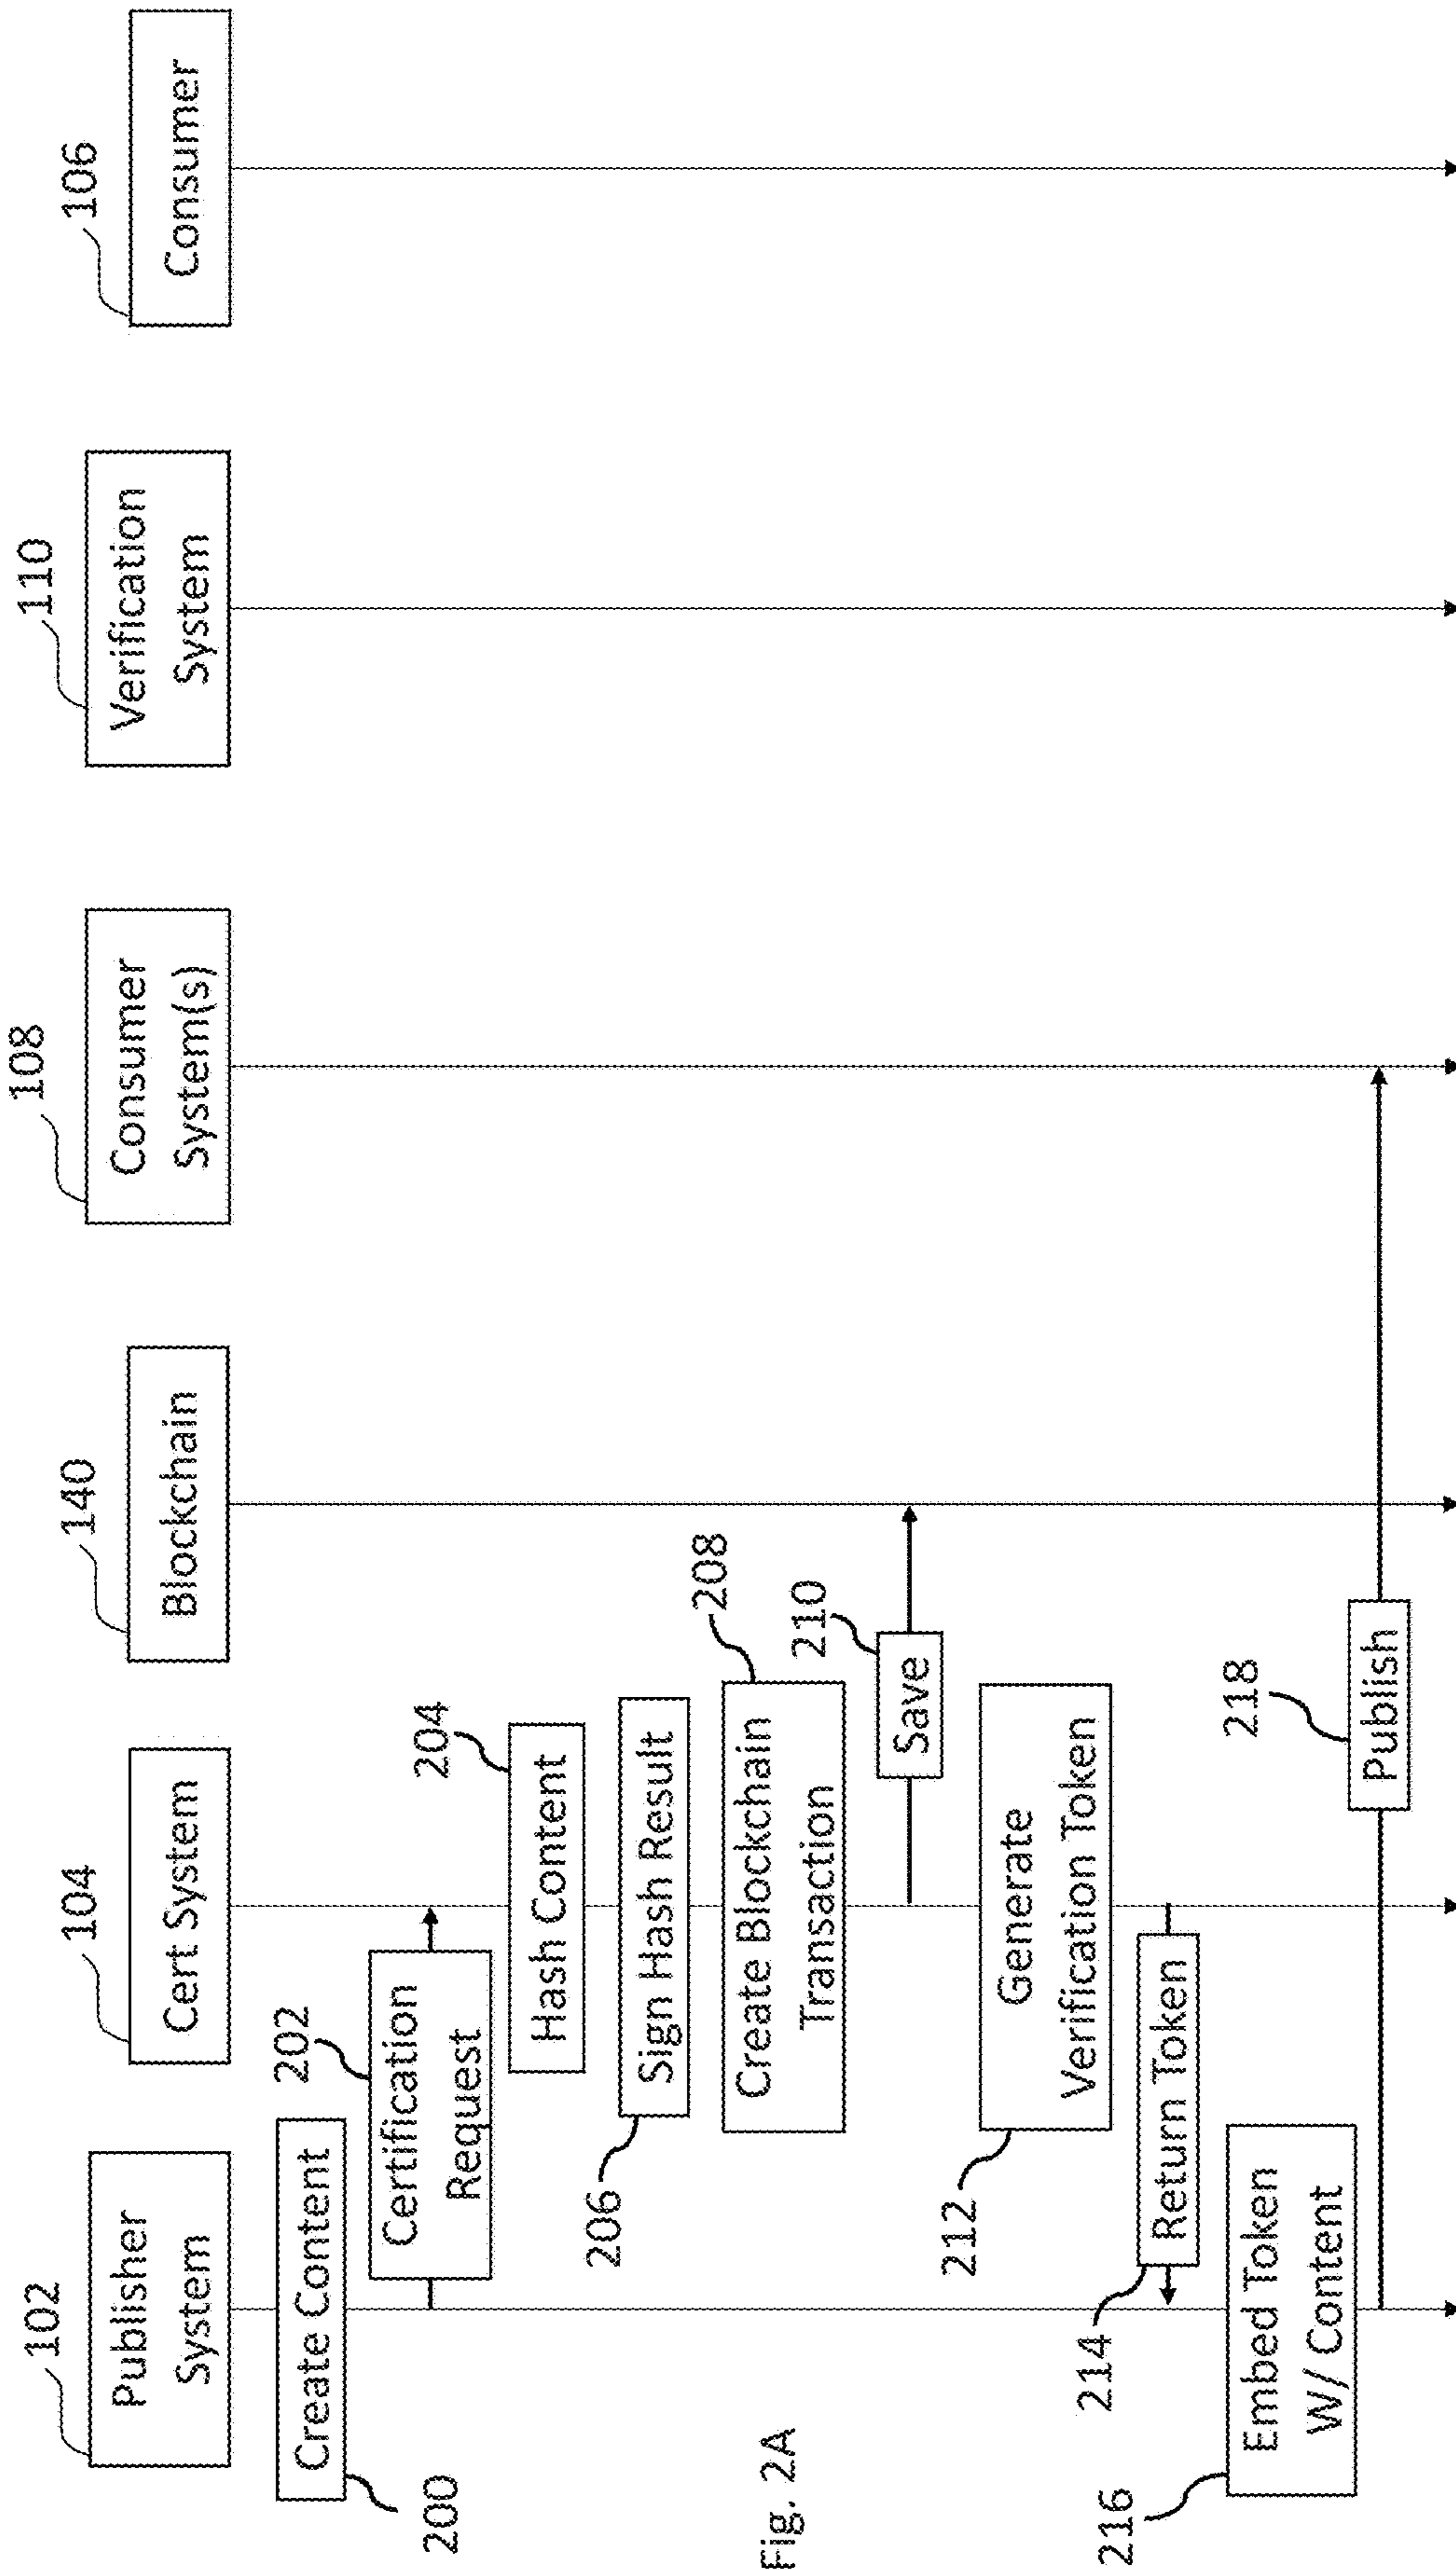 102
104
140
108
110
106
Publisher
System
Cert System
Blockchain
Consumer
System(s)
Verification
System
Consumer
Create Content
200
202
Certification
Request
204
Hash Content
206
Sign Hash Result
208
Create Blockchain
Transaction
210
Save
212
Generate
Verification Token
214
Return Token
216
Embed Token
W/ Content
218
Publish
Fig. 2A